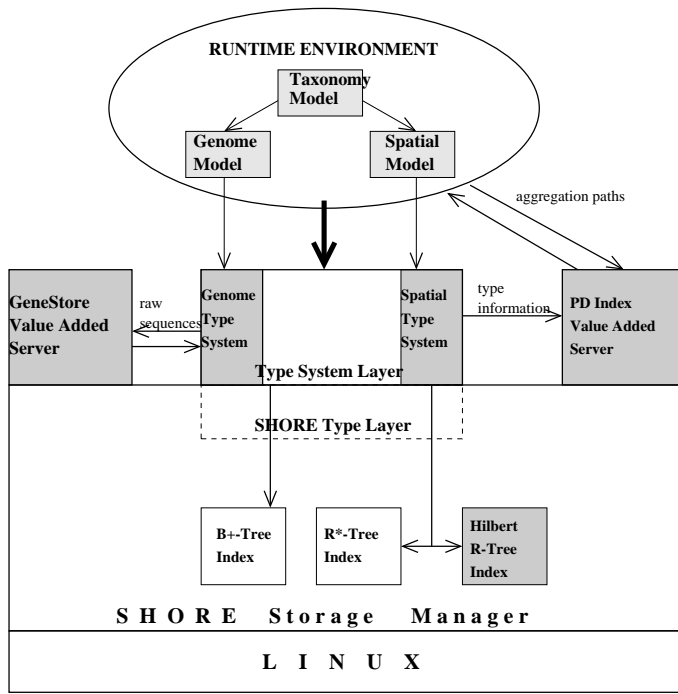 RUNTIME ENVIRONMENT
Taxonomy
Model
Genome
Model
Spatial
Model
aggregation paths
GeneStore
Value Added
Server
raw
sequences
Genome
Type
System
Spatial
Type
System
type
information
PD Index
Value Added
Server
Type System Layer
SHORE Type Layer
B+-Tree
Index
R*-Tree
Index
Hilbert
R-Tree
Index
SHORE Storage Manager
LINUX